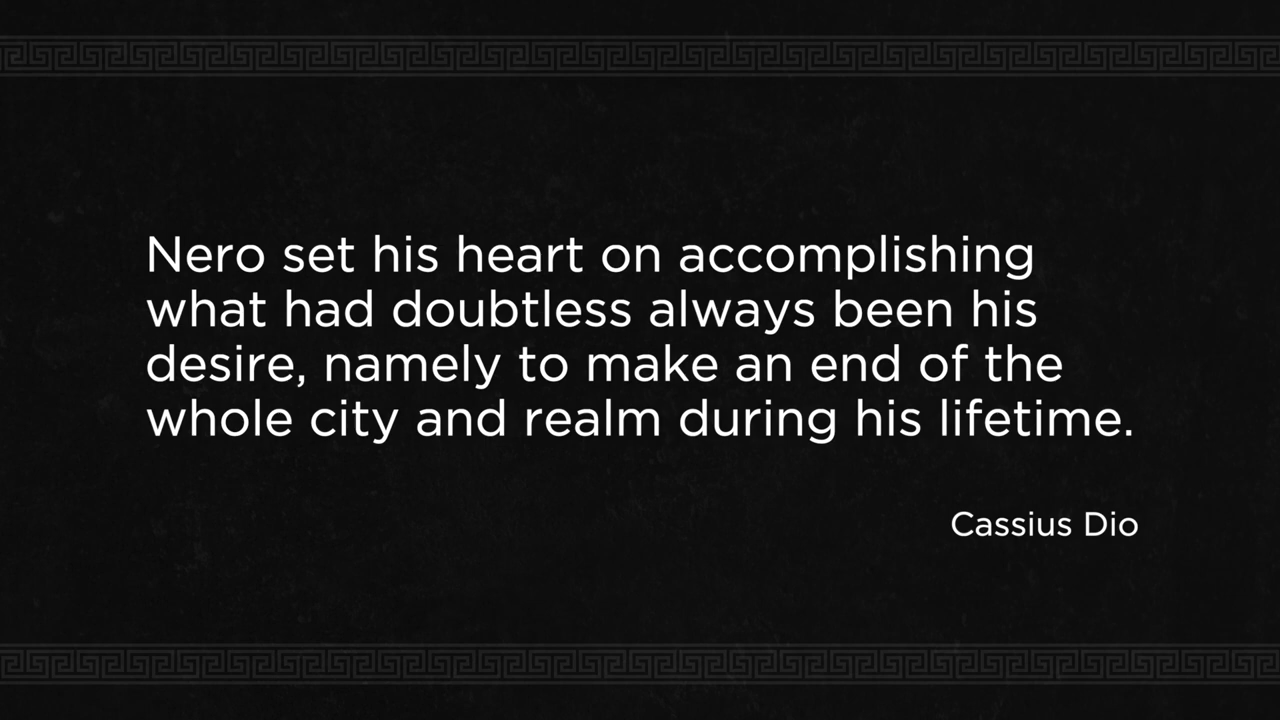 Nero set his heart on accomplishing
what had doubtless always been his
desire, namely to make an end of the
whole city and realm during his lifetime.
Cassius Dio